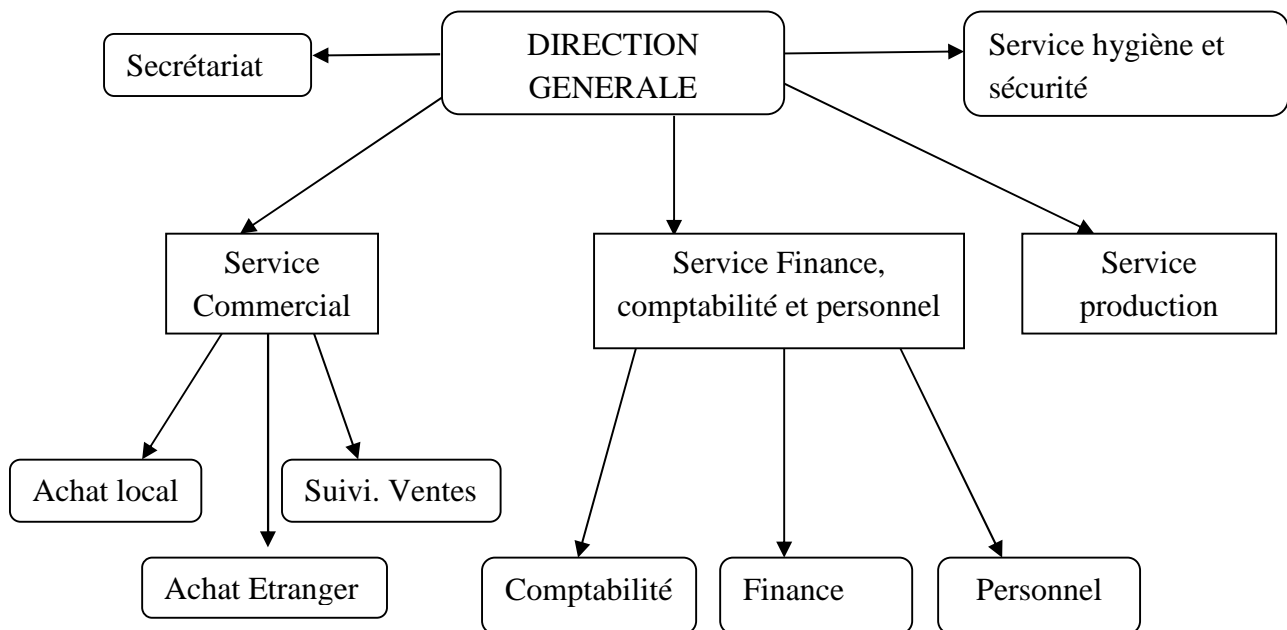 Secrétariat
DIRECTION
GENERALE
Service hygiène et
sécurité
Service
Commercial
Service Finance,
comptabilité et personnel
Service
production
Achat local
Suivi. Ventes
Achat Etranger
Comptabilité
Finance
Personnel